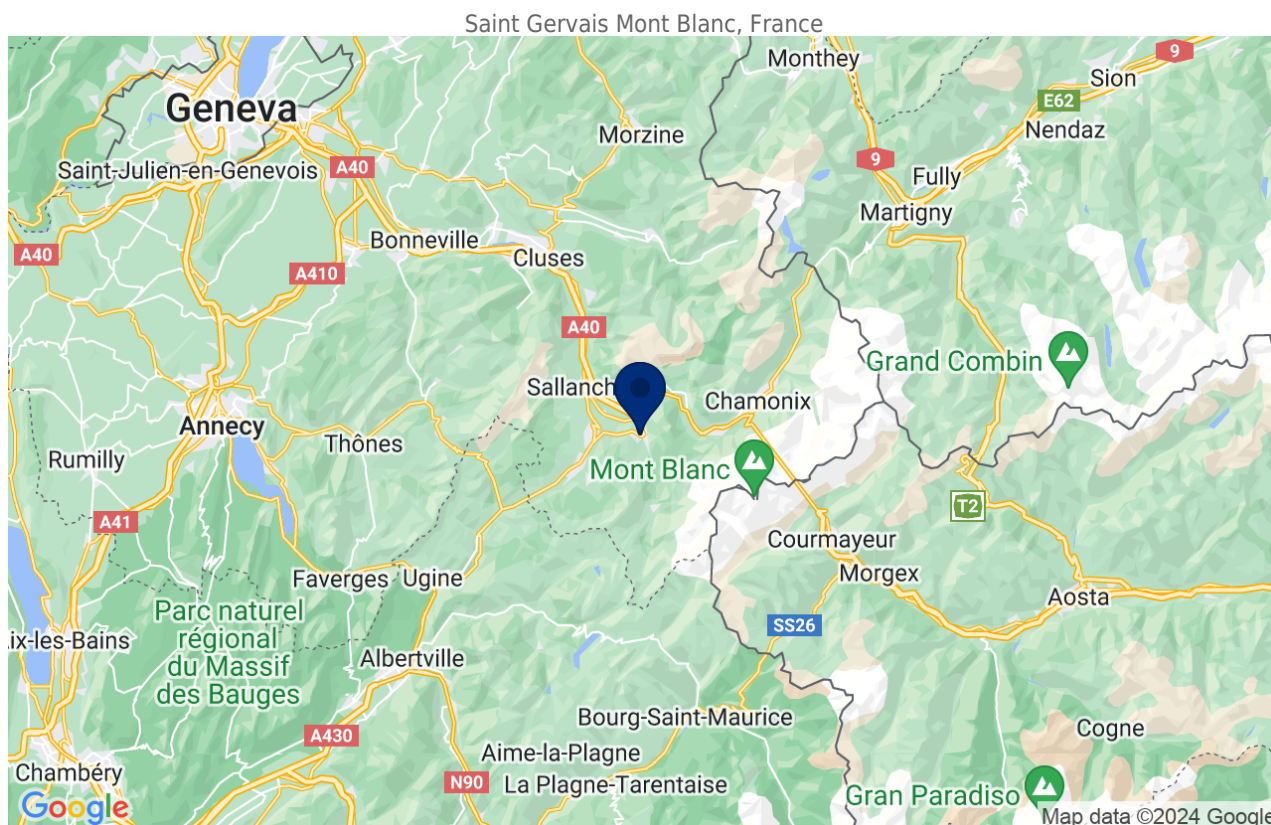 Saint Gervais Mont Blanc, France
Monthey
9
Sion
Geneva
E62
Morzine
Nendaz
Saint-Julien-en-Genevois
A40
9
Fully
Martigny
Bonneville
A40
Cluses
A410
A40
Grand Combin
Sallanch
Chamonix
Annecy
Thônes
Rumilly
Mont Blanc
A41
T2
Courmayeur
Faverges
Ugine
Morgex
Aosta
Parc naturel
régional
du Massif
des Bauges
SS26
ix-les-Bains
Albertville
Bourg-Saint-Maurice
A430
Cogne
Aime-la-Plagne
Chambéry
N90
La Plagne-Tarentaise
Gran Paradiso
Google
Map data ©2024 Google